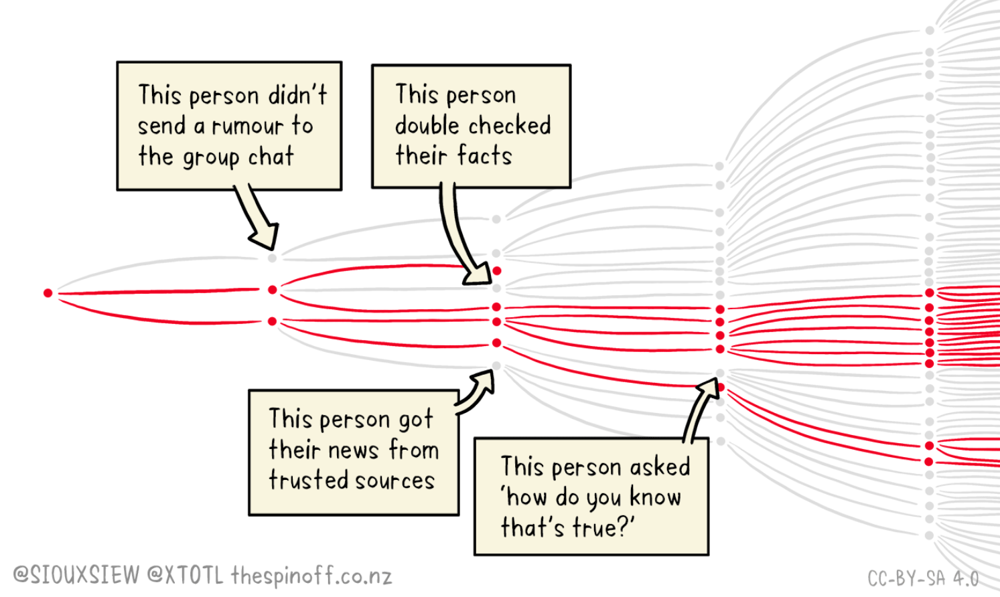 This person didn't
send a rumour to
the group chat
This person
double checked
their facts
This person got
their news from
trusted sources
This person asked
'how do you know
that's true?'
@SIOUXSIEW @XTOTL thespinoff.co.nz
CC-BY-SA 4.0